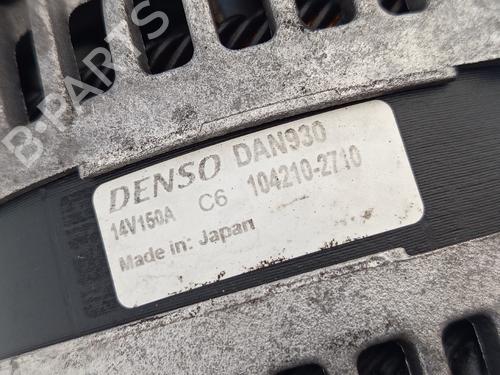 B-PARTS
DENSO DAN930
14V150A C6 104210-2710
Made in: Japan